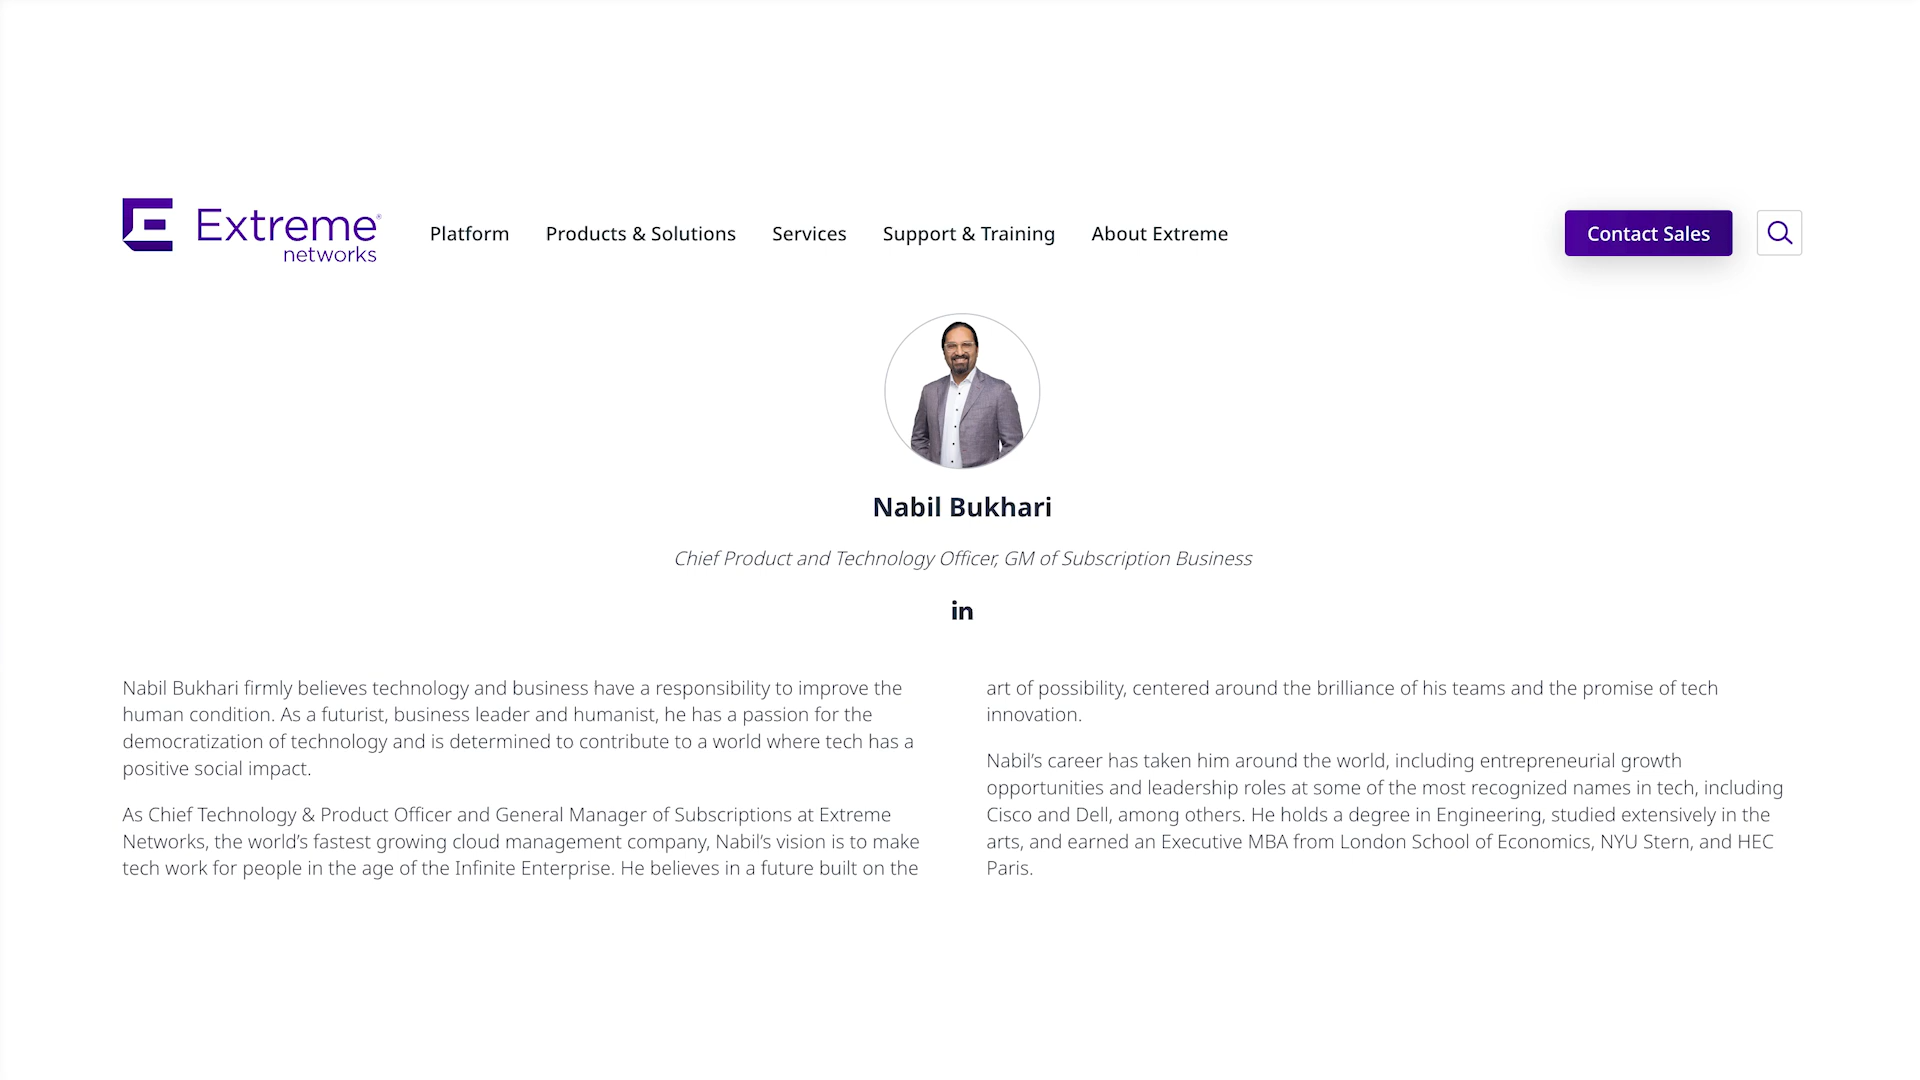 Extreme®
networks
Platform
Products & Solutions
Services
Support & Training
About Extreme
Contact Sales
Nabil Bukhari
Chief Product and Technology Officer, GM of Subscription Business
in
Nabil Bukhari firmly believes technology and business have a responsibility to improve the
human condition. As a futurist, business leader and humanist, he has a passion for the
democratization of technology and is determined to contribute to a world where tech has a
positive social impact.
As Chief Technology & Product Officer and General Manager of Subscriptions at Extreme
Networks, the world’s fastest growing cloud management company, Nabil’s vision is to make
tech work for people in the age of the Infinite Enterprise. He believes in a future built on the
art of possibility, centered around the brilliance of his teams and the promise of tech
innovation.
Nabil’s career has taken him around the world, including entrepreneurial growth
opportunities and leadership roles at some of the most recognized names in tech, including
Cisco and Dell, among others. He holds a degree in Engineering, studied extensively in the
arts, and earned an Executive MBA from London School of Economics, NYU Stern, and HEC
Paris.